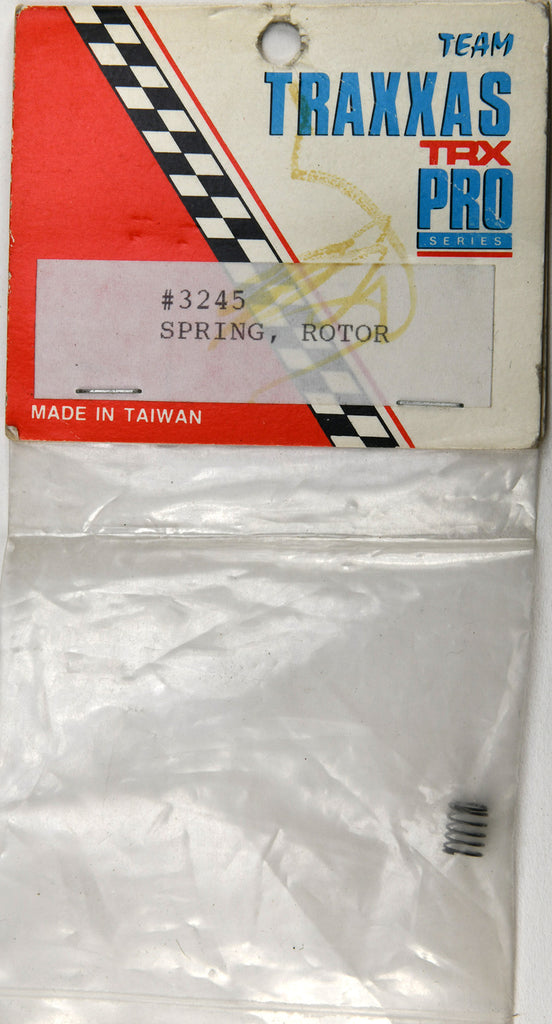 TEAM
TRAXXAS
TRX
PRO
SERIES
#3245
SPRING, ROTOR
MADE IN TAIWAN